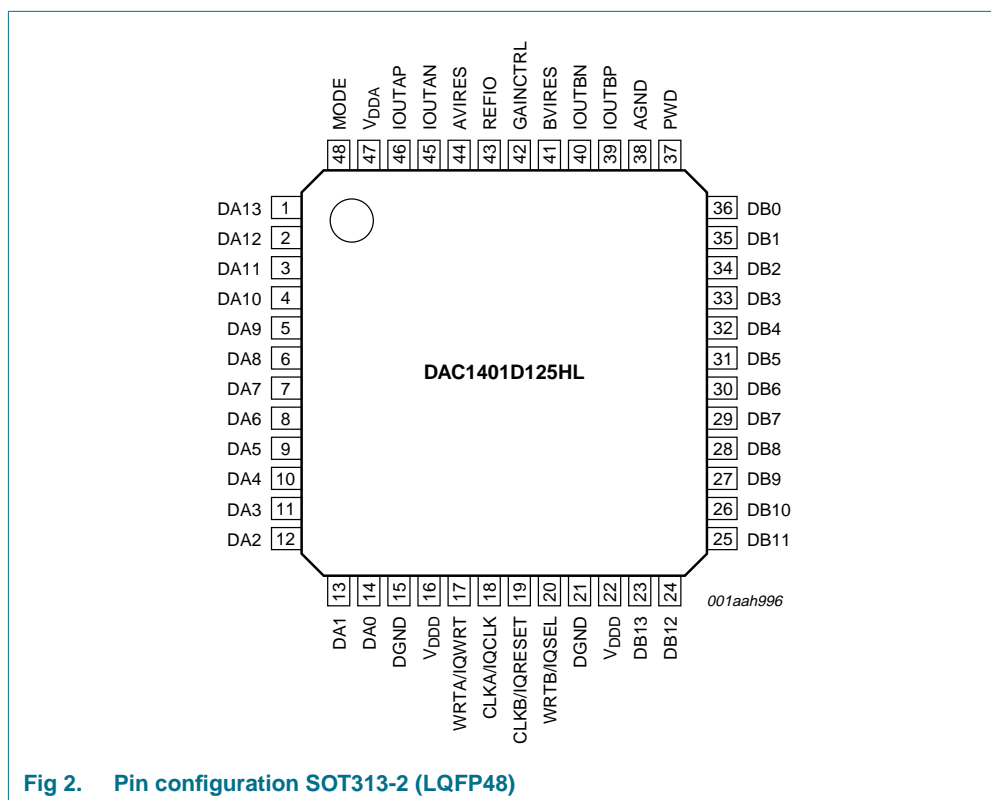 MODE
VDDA
IOUTAP
IOUTAN
AVIRES
REFIO
GAINCTRL
BVIRES
IOUTBN
IOUTBP
AGND
PWD
48
47
46
45
44
43
42
41
40
39
38
37
DA13 1
36 DB0
DA12 2
35 DB1
DA11 3
34 DB2
DA10 4
33 DB3
DA9 5
32 DB4
DA8 6
31 DB5
DAC1401D125HL
DA7 7
30 DB6
DA6 8
29 DB7
DA5 9
28 DB8
DA4 10
27 DB9
DA3 11
26 DB10
DA2 12
25 DB11
13
14
15
16
17
18
19
20
21
22
23
24
001aah996
DA1
DA0
DGND
VDDD
WRTA/IQWRT
CLKA/IQCLK
CLKB/IQRESET
WRTB/IQSEL
DGND
VDDD
DB13
DB12
Fig 2. Pin configuration SOT313-2 (LQFP48)